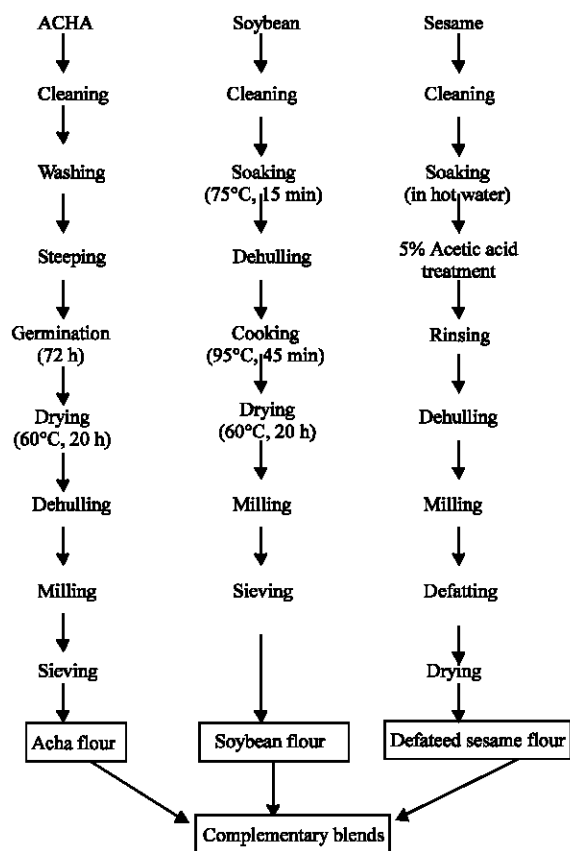 ACHA
Cleaning
Washing
Steeping
Germination
(72 h)
Drying
(60°C, 20 h)
Dehulling
Milling
Sieving
Acha flour
Soybean
Cleaning
Soaking
(75°C, 15 min)
Dehulling
Cooking
(95°C, 45 min)
Drying
(60°C, 20 h)
Milling
Sieving
Soybean flour
Sesame
Cleaning
Soaking
(in hot water)
5% Acetic acid
treatment
Rinsing
Dehulling
Milling
Defatting
Drying
Defateed sesame flour
Complementary blends